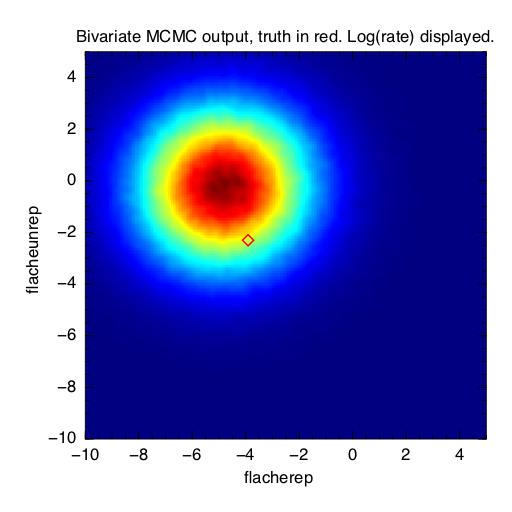 Bivariate MCMC output, truth in red. Log(rate) displayed.
4
2
0
−2
−4
−6
−8
−10
flacheunrep
−10 −8 −6 −4 −2 0 2 4
flacherep